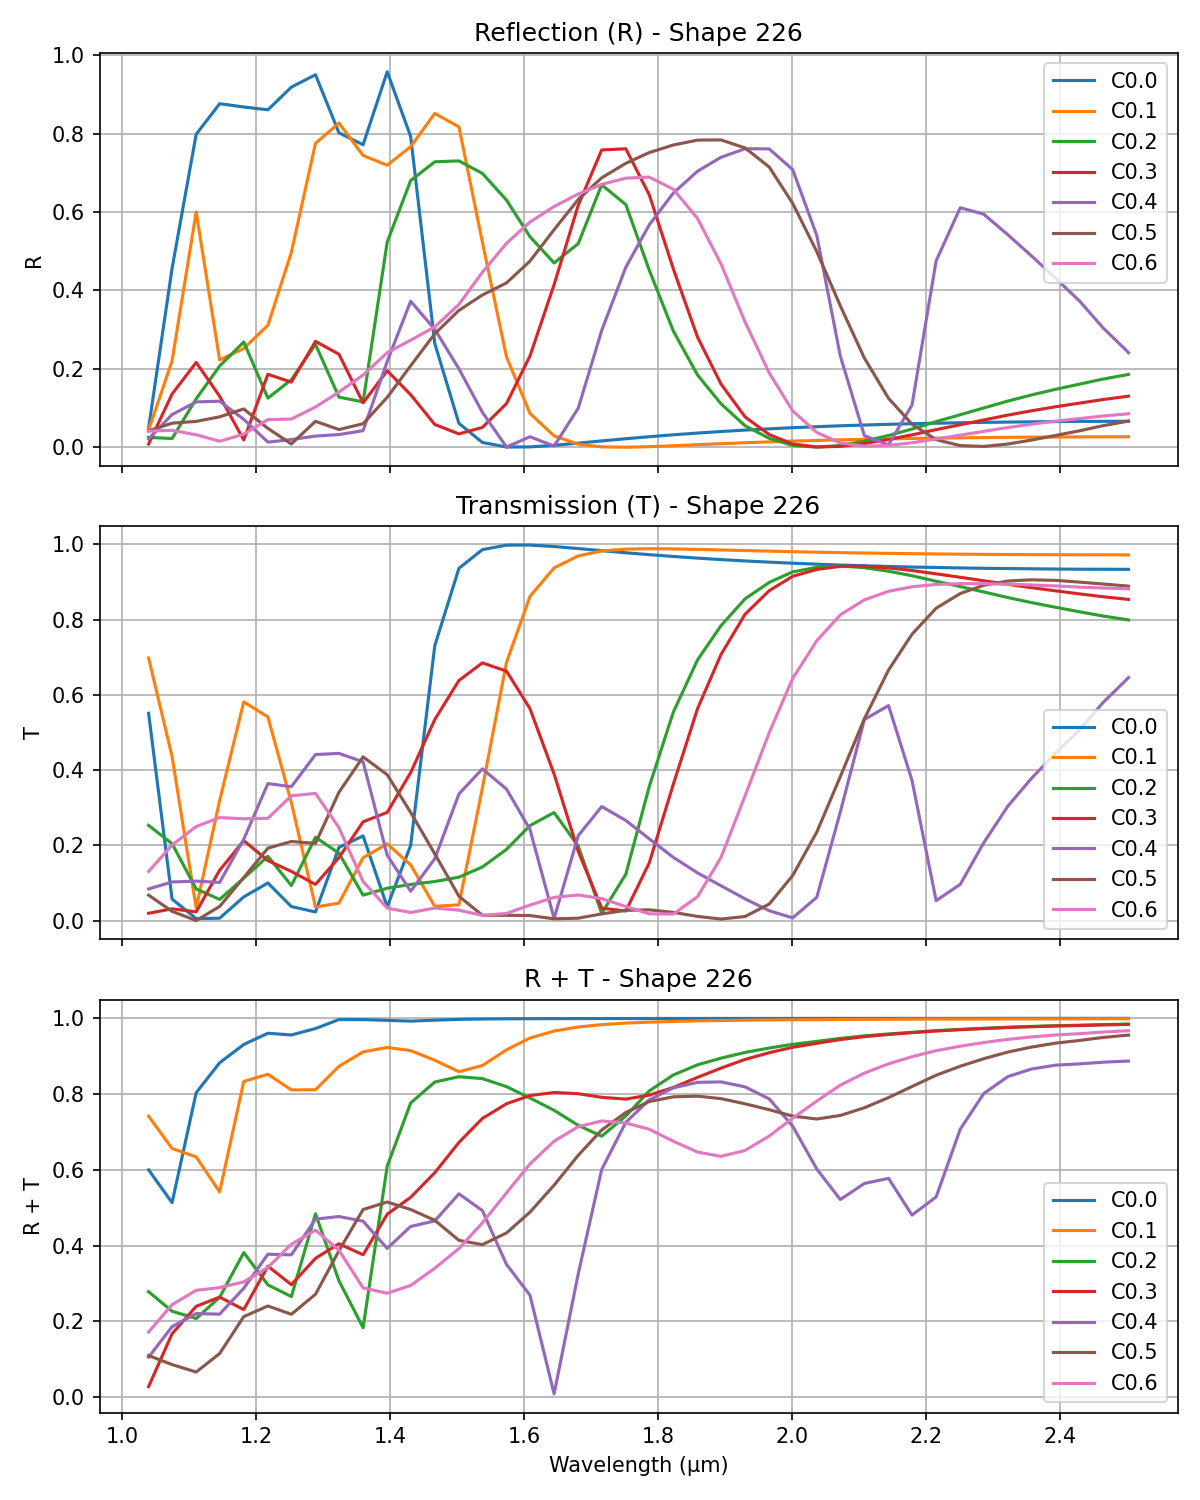 Reflection (R) - Shape 226
1.0
0.8
0.6
0.4
0.2
0.0
R
C0.0
C0.1
C0.2
C0.3
C0.4
C0.5
C0.6
Transmission (T) - Shape 226
1.0
0.8
0.6
0.4
0.2
0.0
T
C0.0
C0.1
C0.2
C0.3
C0.4
C0.5
C0.6
R + T - Shape 226
1.0
0.8
0.6
0.4
0.2
0.0
R + T
C0.0
C0.1
C0.2
C0.3
C0.4
C0.5
C0.6
1.0 1.2 1.4 1.6 1.8 2.0 2.2 2.4
Wavelength (μm)